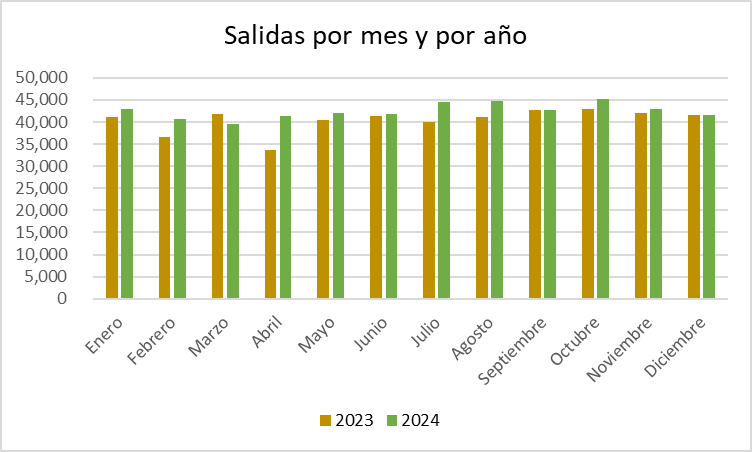 Salidas por mes y por año
50,000
45,000
40,000
35,000
30,000
25,000
20,000
15,000
10,000
5,000
0
Enero
Febrero
Marzo
Abril
Mayo
Junio
Julio
Agosto
Septiembre
Octubre
Noviembre
Diciembre
2023 2024